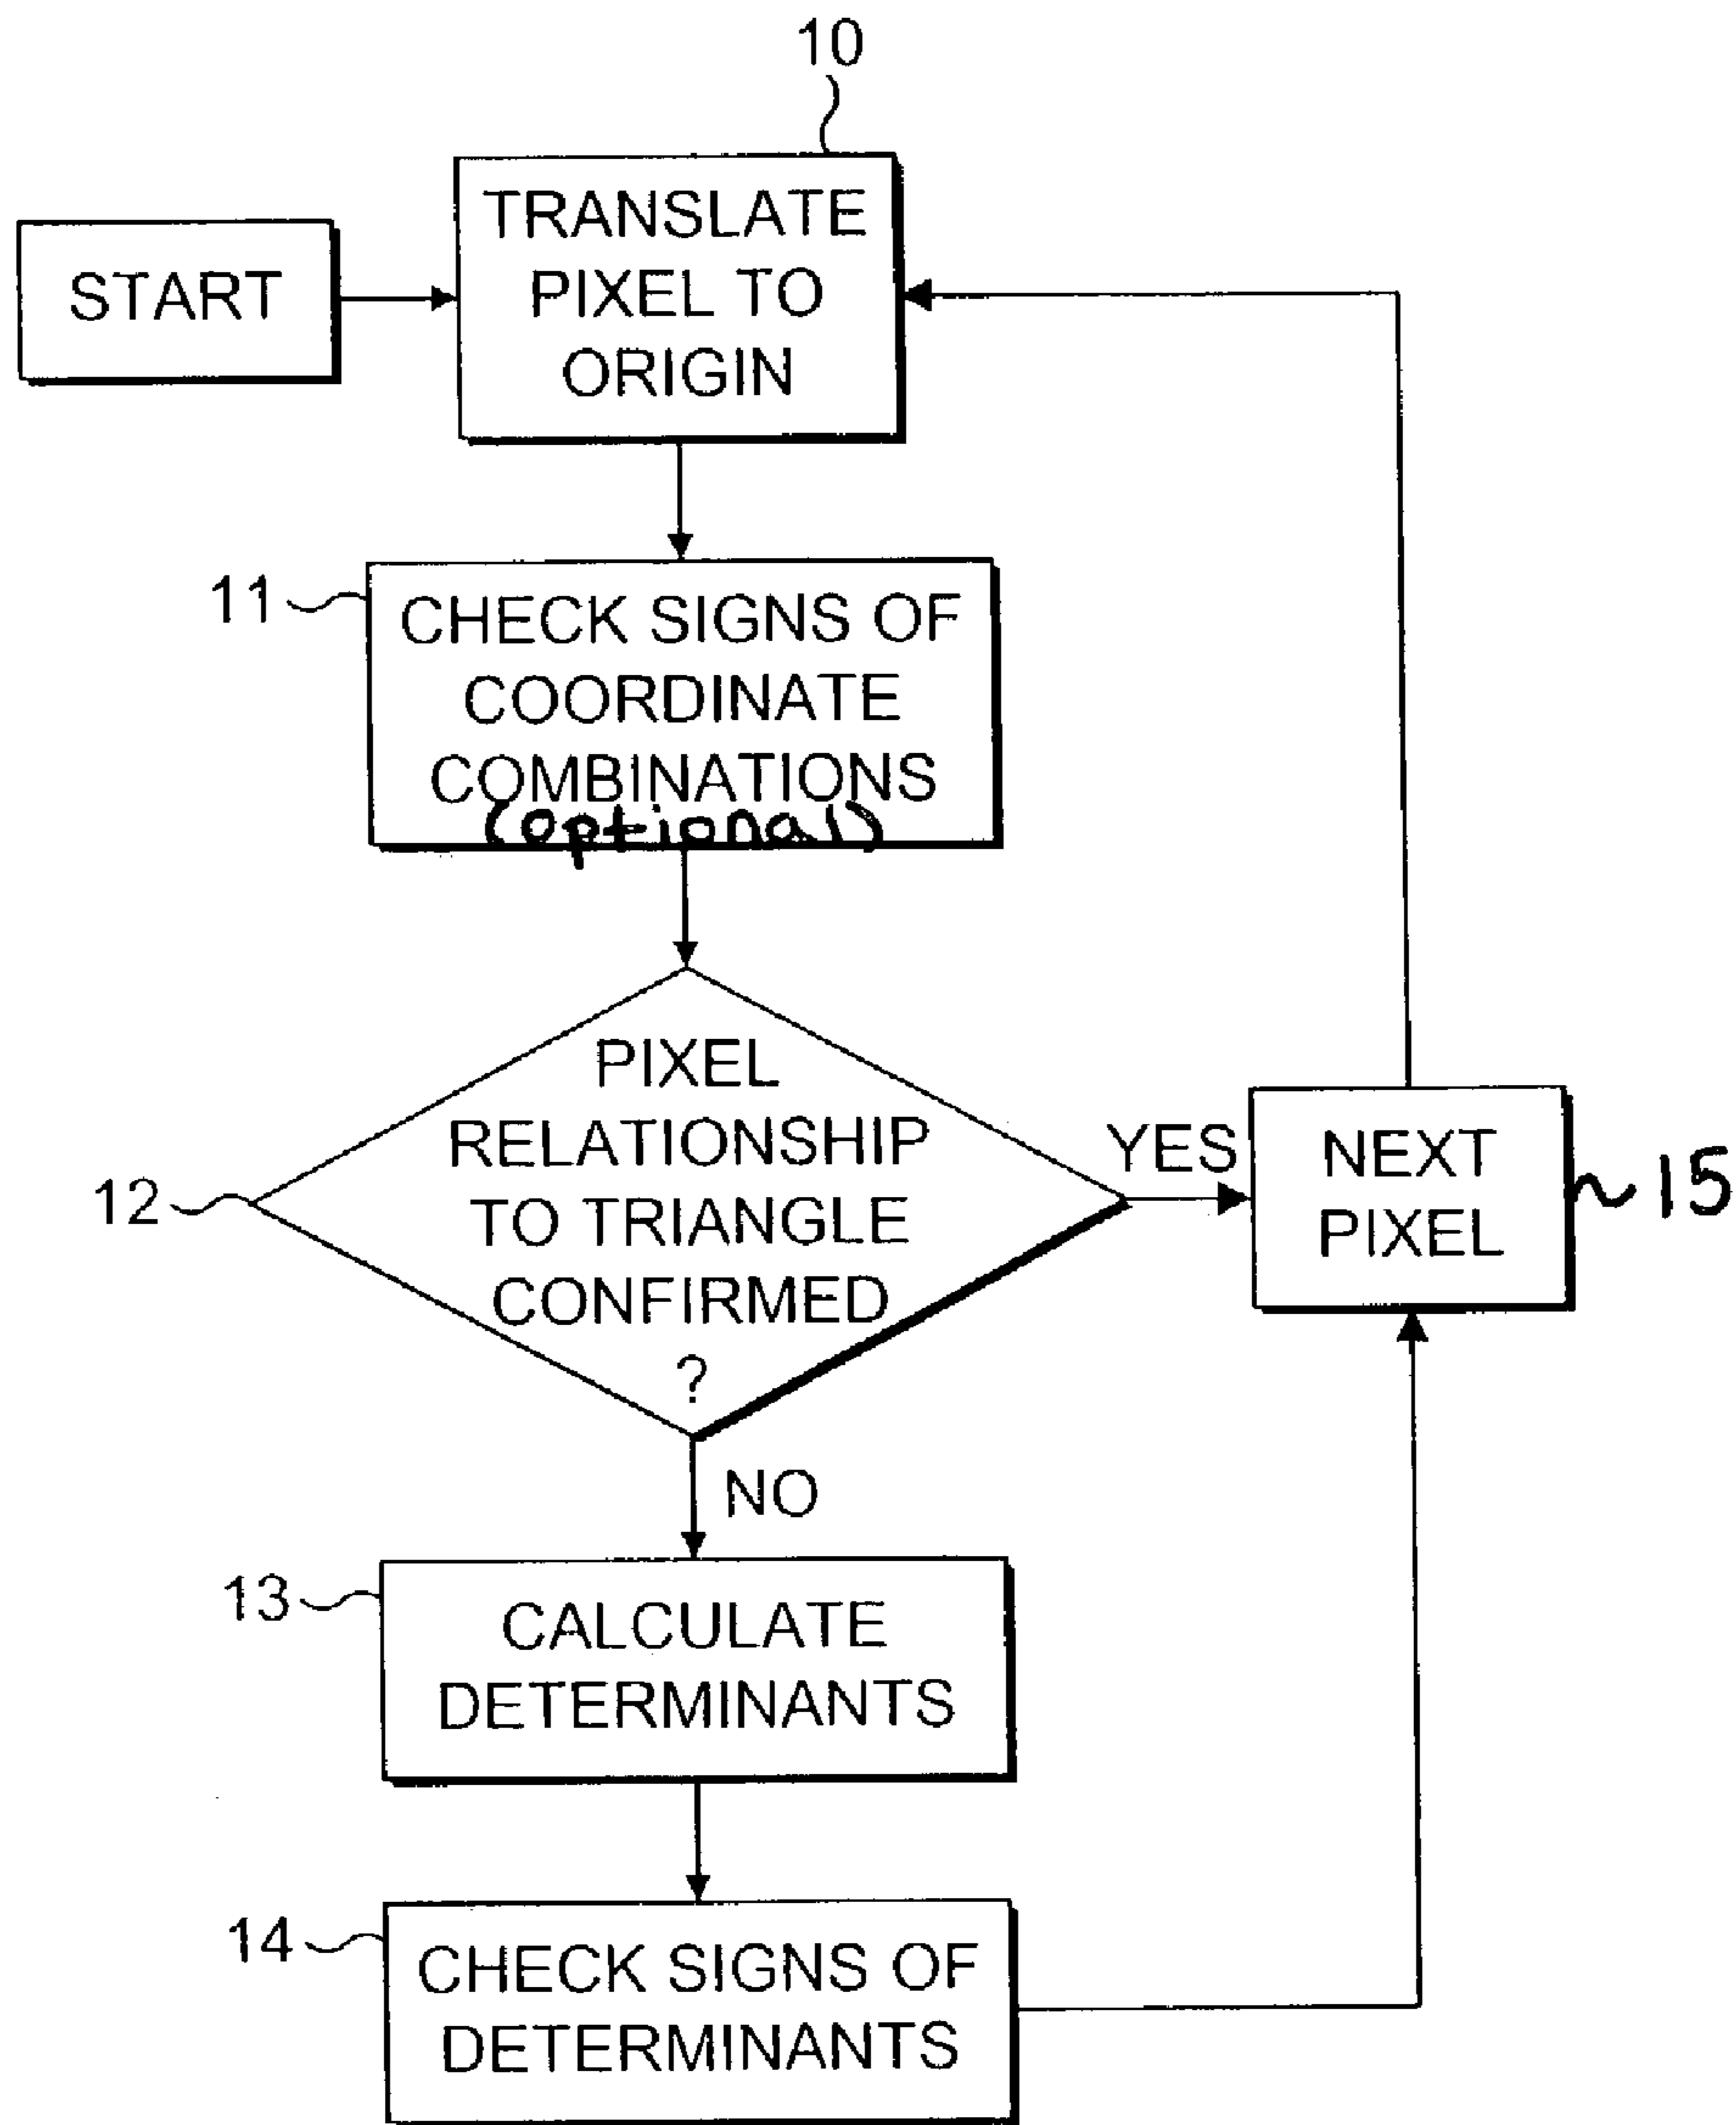 10
START
TRANSLATE
PIXEL TO
ORIGIN
11
CHECK SIGNS OF
COORDINATE
COMBINATIONS
(optional)
12
PIXEL
RELATIONSHIP
TO TRIANGLE
CONFIRMED
?
YES
NEXT
PIXEL
15
NO
13
CALCULATE
DETERMINANTS
14
CHECK SIGNS OF
DETERMINANTS